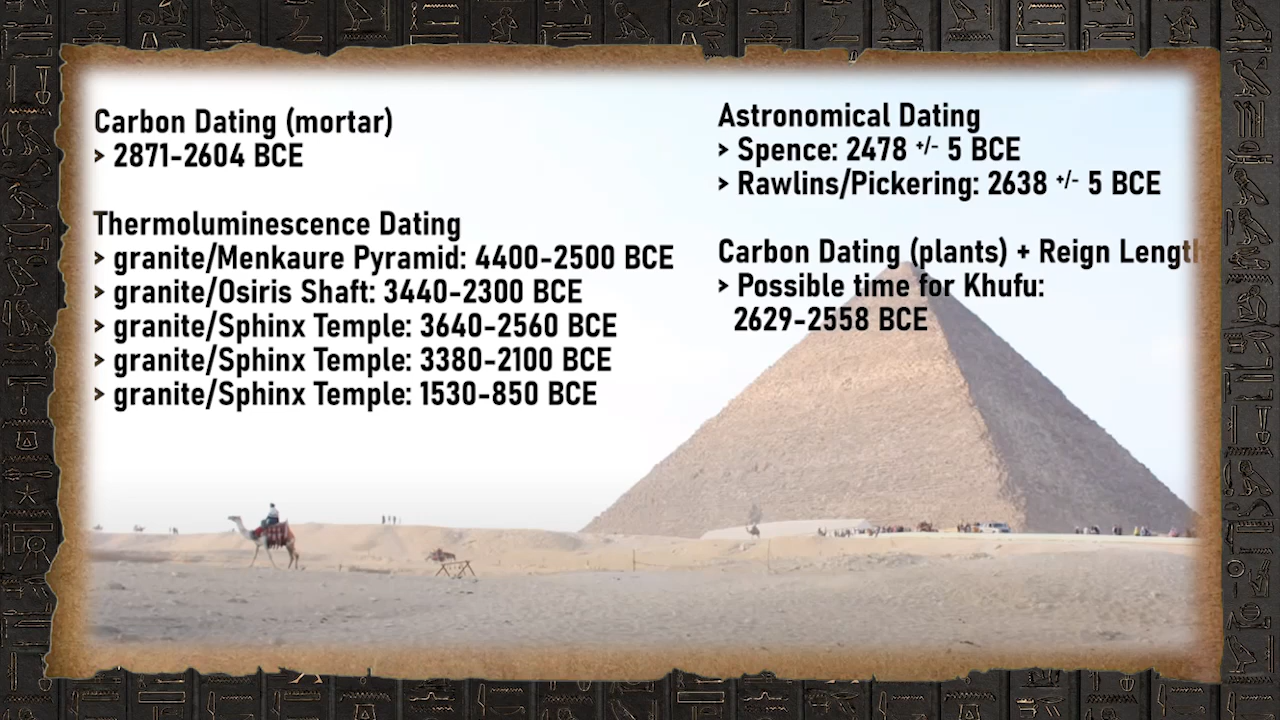 Carbon Dating (mortar)
> 2871-2604 BCE
Thermoluminescence Dating
> granite/Menkaure Pyramid: 4400-2500 BCE
> granite/Osiris Shaft: 3440-2300 BCE
> granite/Sphinx Temple: 3640-2560 BCE
> granite/Sphinx Temple: 3380-2100 BCE
> granite/Sphinx Temple: 1530-850 BCE
Astronomical Dating
> Spence: 2478 +/- 5 BCE
> Rawlins/Pickering: 2638 +/- 5 BCE
Carbon Dating (plants) + Reign Length
> Possible time for Khufu:
2629-2558 BCE